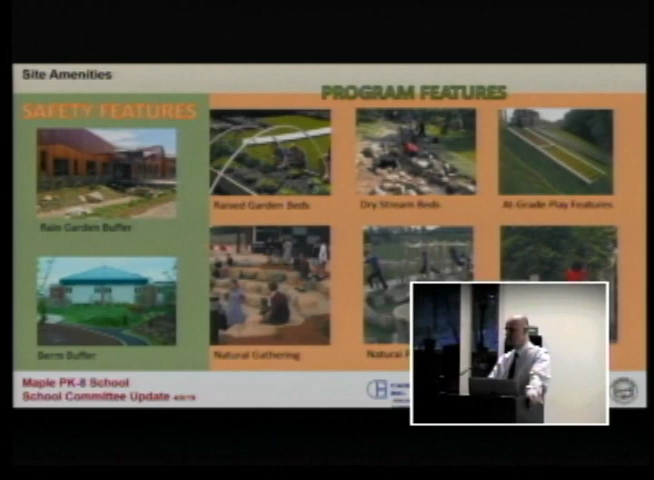 Site Amenities
PROGRAM FEATURES
SAFETY FEATURES
Raised Garden Beds
Dry Stream Beds
At-Grade Play Features
Rain Garden Buffer
Berm Buffer
Natural Gathering
Natural
Maple PK-8 School
School Committee Update